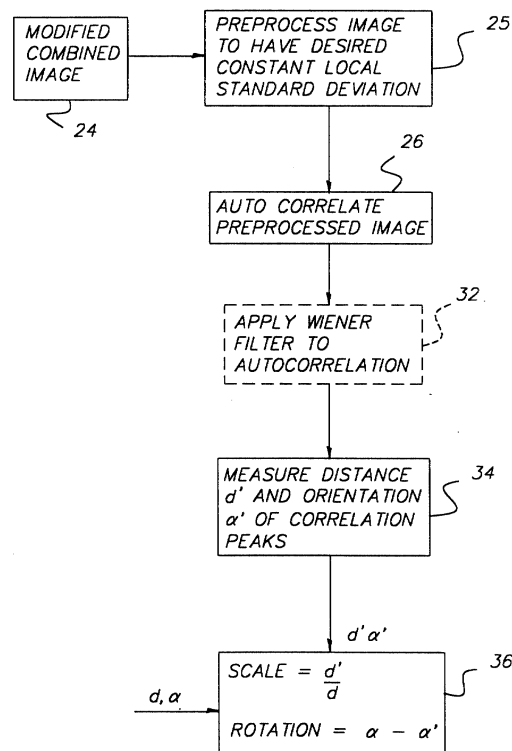 MODIFIED
COMBINED
IMAGE
24
PREPROCESS IMAGE
TO HAVE DESIRED
CONSTANT LOCAL
STANDARD DEVIATION
25
26
AUTO CORRELATE
PREPROCESSED IMAGE
32
APPLY WIENER
FILTER TO
AUTOCORRELATION
MEASURE DISTANCE
d' AND ORIENTATION
α' OF CORRELATION
PEAKS
34
d' α'
d, α
SCALE = d'/d
ROTATION = α - α'
36